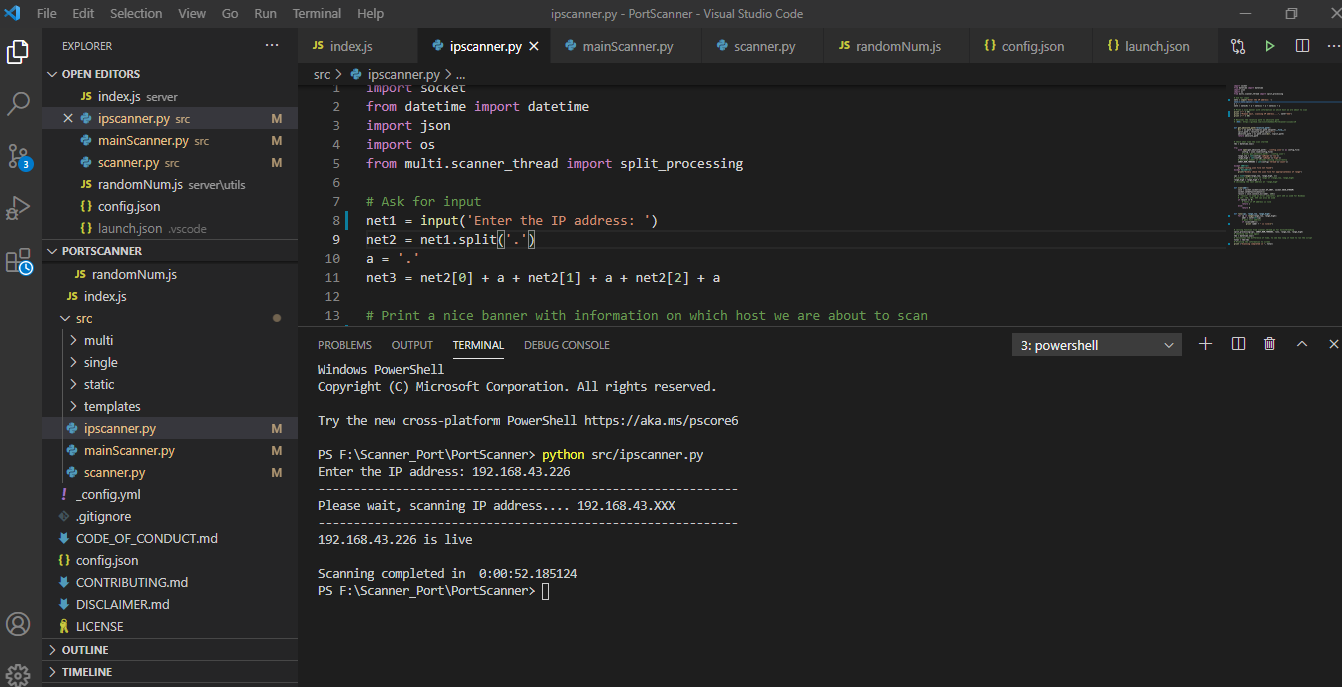 File Edit Selection View Go Run Terminal Help ipscanner.py - PortScanner - Visual Studio Code
EXPLORER
OPEN EDITORS
JS index.js server
ipscanner.py src M
mainScanner.py src M
scanner.py src M
JS randomNum.js server\utils
{} config.json
{} launch.json .vscode
PORTSCANNER
JS randomNum.js
JS index.js
src
multi
single
static
templates
ipscanner.py M
mainScanner.py M
scanner.py M
! _config.yml
.gitignore
CODE_OF_CONDUCT.md
{} config.json
CONTRIBUTING.md
DISCLAIMER.md
LICENSE
OUTLINE
TIMELINE
3
JS index.js ipscanner.py mainScanner.py scanner.py JS randomNum.js {} config.json {} launch.json
src > ipscanner.py > ...
1 import socket
2 from datetime import datetime
3 import json
4 import os
5 from multi.scanner_thread import split_processing
6
7 # Ask for input
8 net1 = input('Enter the IP address: ')
9 net2 = net1.split('.')
10 a = '.'
11 net3 = net2[0] + a + net2[1] + a + net2[2] + a
12
13 # Print a nice banner with information on which host we are about to scan
PROBLEMS OUTPUT TERMINAL DEBUG CONSOLE 3: powershell
Windows PowerShell
Copyright (C) Microsoft Corporation. All rights reserved.
Try the new cross-platform PowerShell https://aka.ms/pscore6
PS F:\Scanner_Port\PortScanner> python src/ipscanner.py
Enter the IP address: 192.168.43.226
------------------------------------------------------------
Please wait, scanning IP address.... 192.168.43.XXX
------------------------------------------------------------
192.168.43.226 is live
Scanning completed in  0:00:52.185124
PS F:\Scanner_Port\PortScanner>